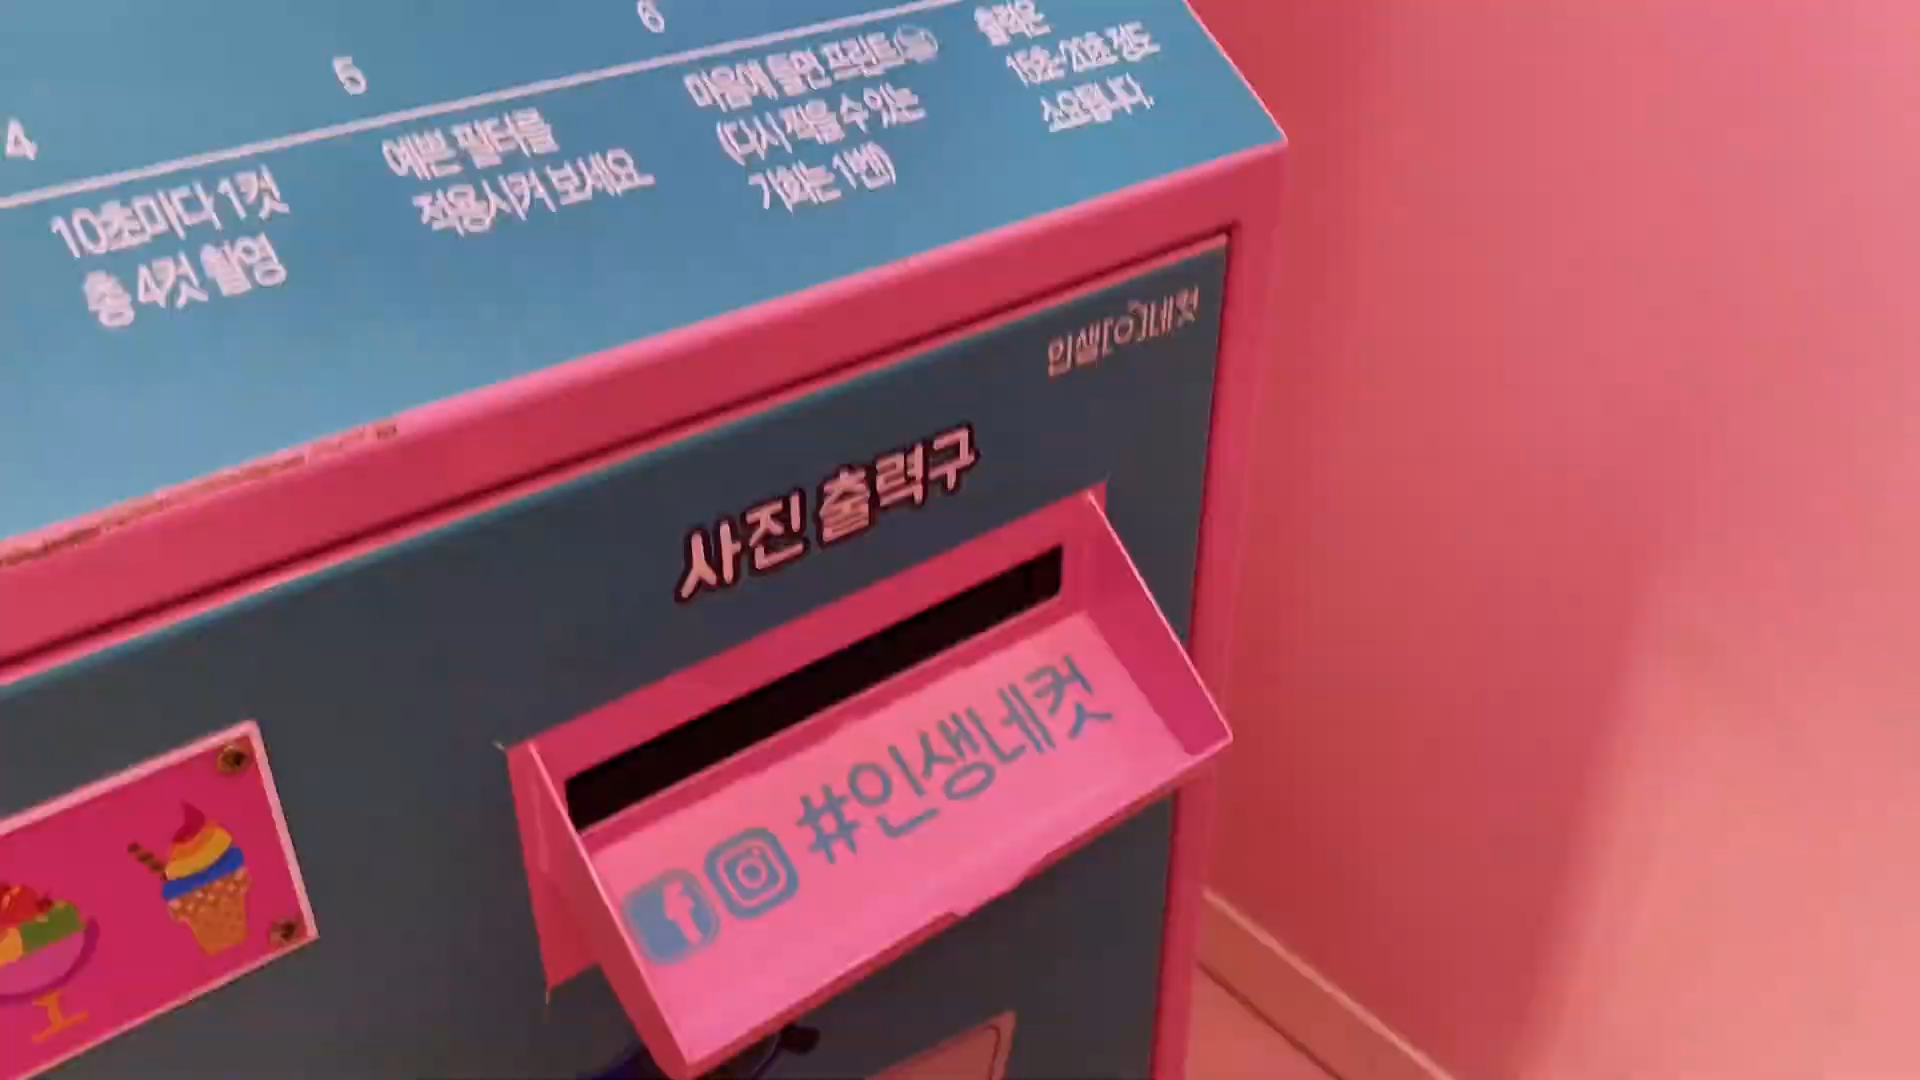 4
10초마다 1컷
총 4컷 촬영
5
예쁜 필터를
적용시켜 보세요
6
마음에 들면 프린트
(다시 찍을 수 있는
기회는 1번)
출력은
15초~20초 정도
소요됩니다.
인생네컷
사진 출력구
#인생네컷